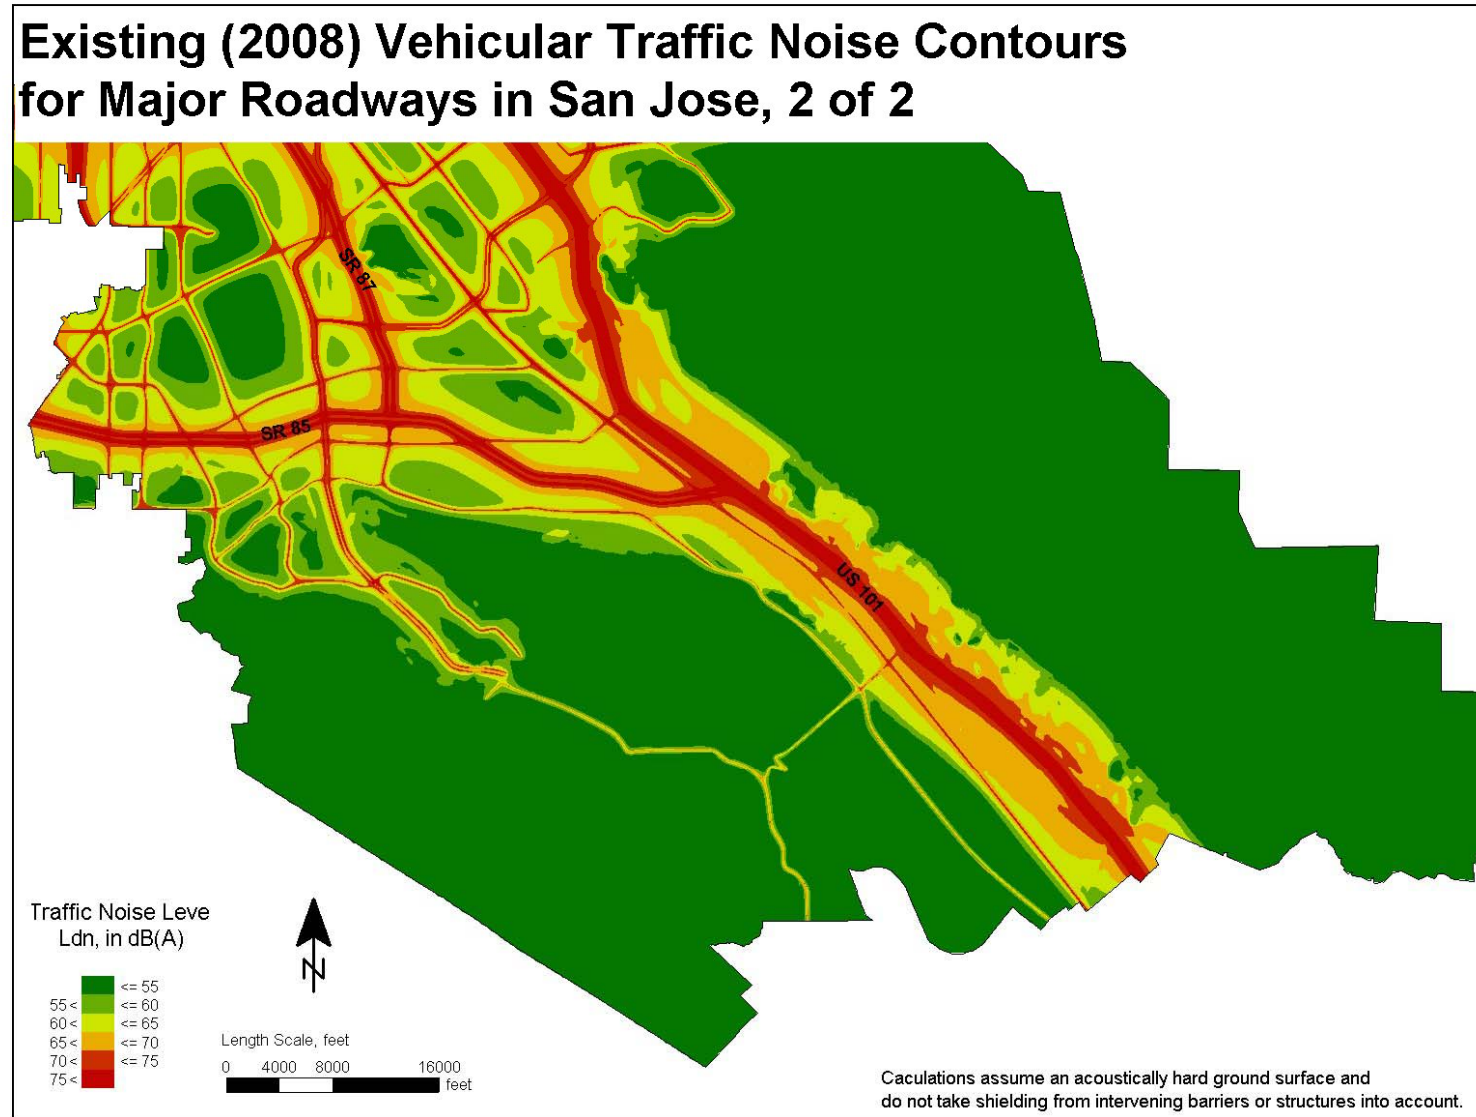 Existing (2008) Vehicular Traffic Noise Contours
for Major Roadways in San Jose, 2 of 2
SR 87
SR 85
US 101
Traffic Noise Leve
Ldn, in dB(A)
<= 55
55 < <= 60
60 < <= 65
65 < <= 70
70 < <= 75
75 <
N
Length Scale, feet
0 4000 8000 16000
feet
Caculations assume an acoustically hard ground surface and
do not take shielding from intervening barriers or structures into account.